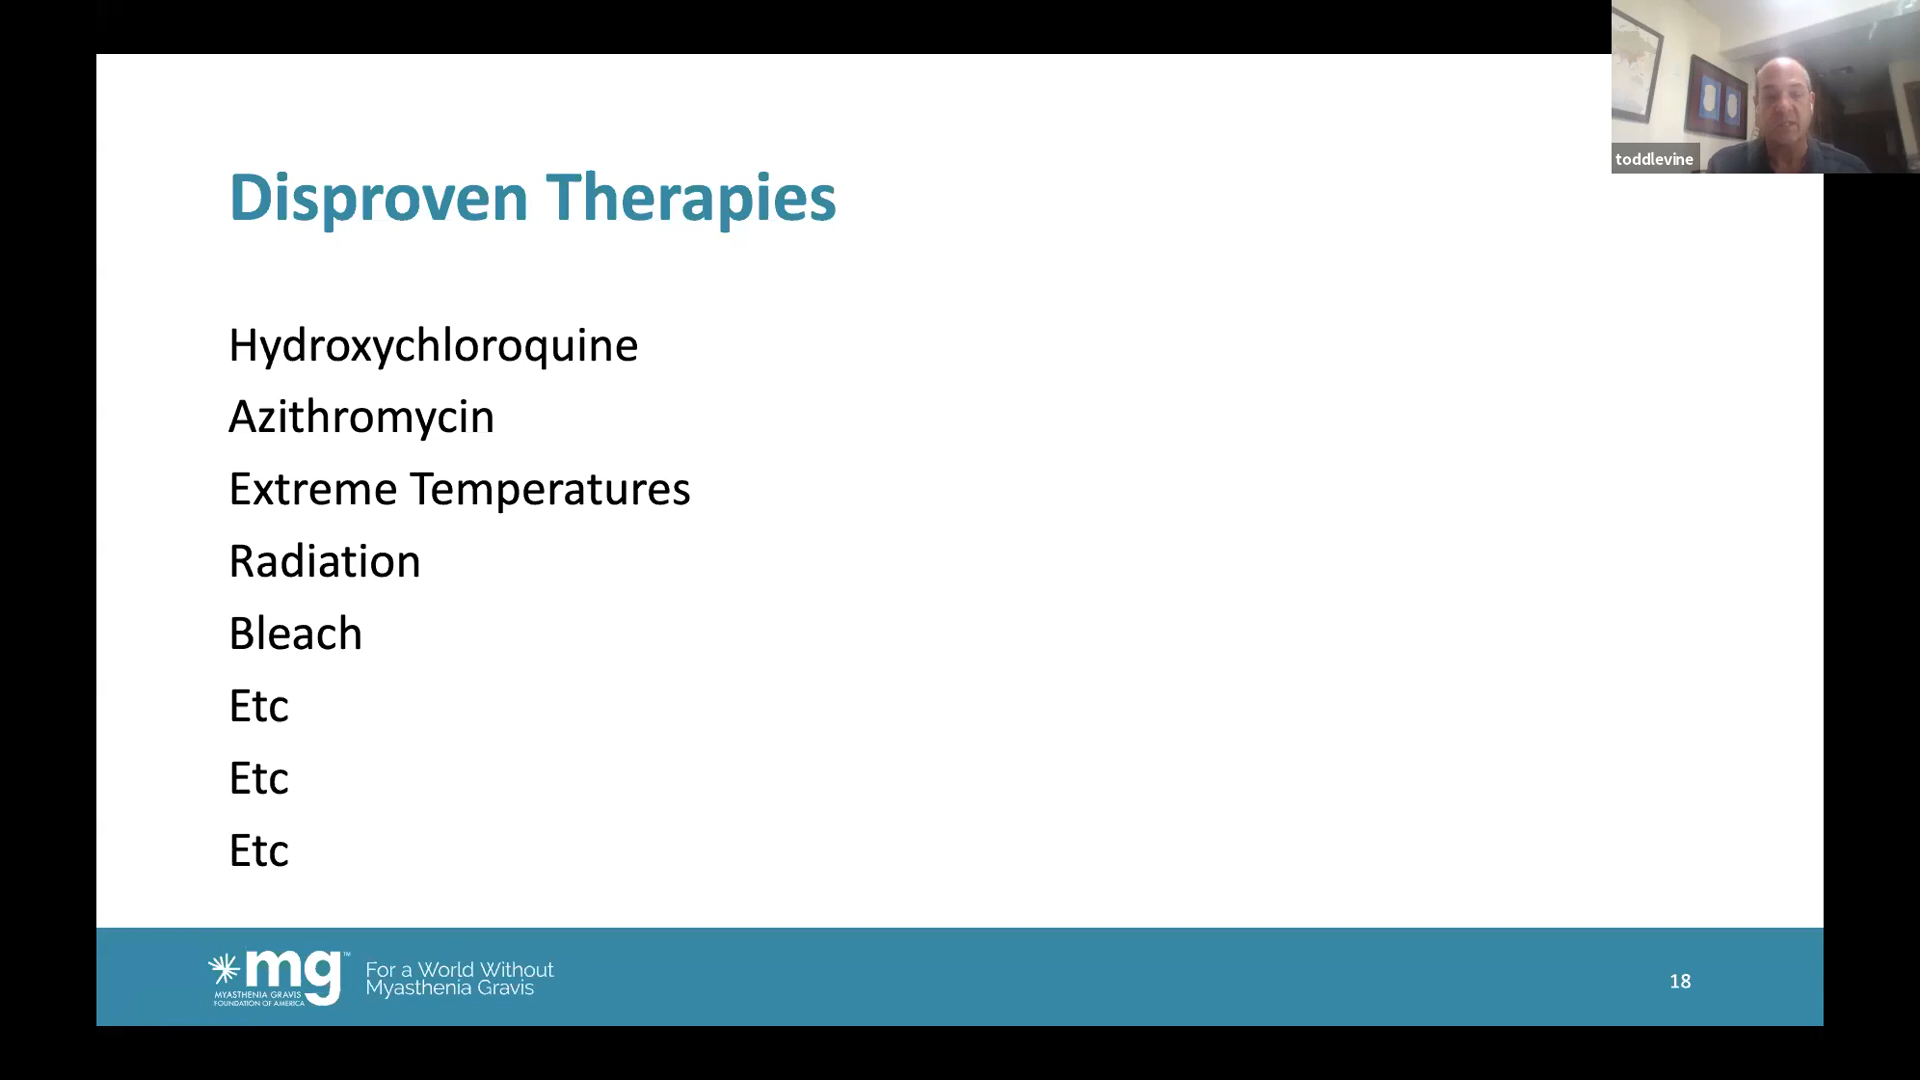 toddlevine
Disproven Therapies
Hydroxychloroquine
Azithromycin
Extreme Temperatures
Radiation
Bleach
Etc
Etc
Etc
mg™
MYASTHENIA GRAVIS
FOUNDATION OF AMERICA
For a World Without
Myasthenia Gravis
18